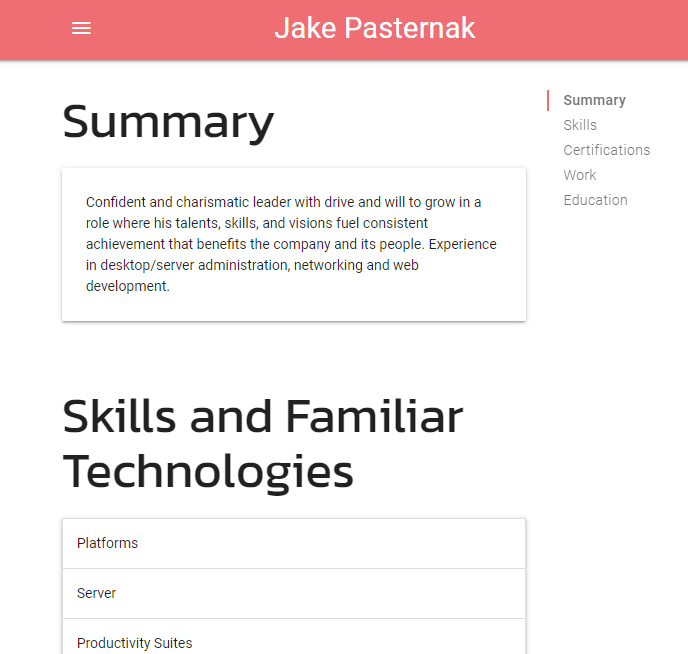 Jake Pasternak
Summary
Confident and charismatic leader with drive and will to grow in a
role where his talents, skills, and visions fuel consistent
achievement that benefits the company and its people. Experience
in desktop/server administration, networking and web
development.
Skills and Familiar
Technologies
Platforms
Server
Productivity Suites
Summary
Skills
Certifications
Work
Education